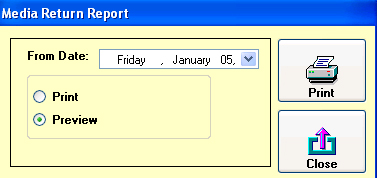 Media Return Report
From Date: Friday , January 05,
Print
Preview
Print
Close